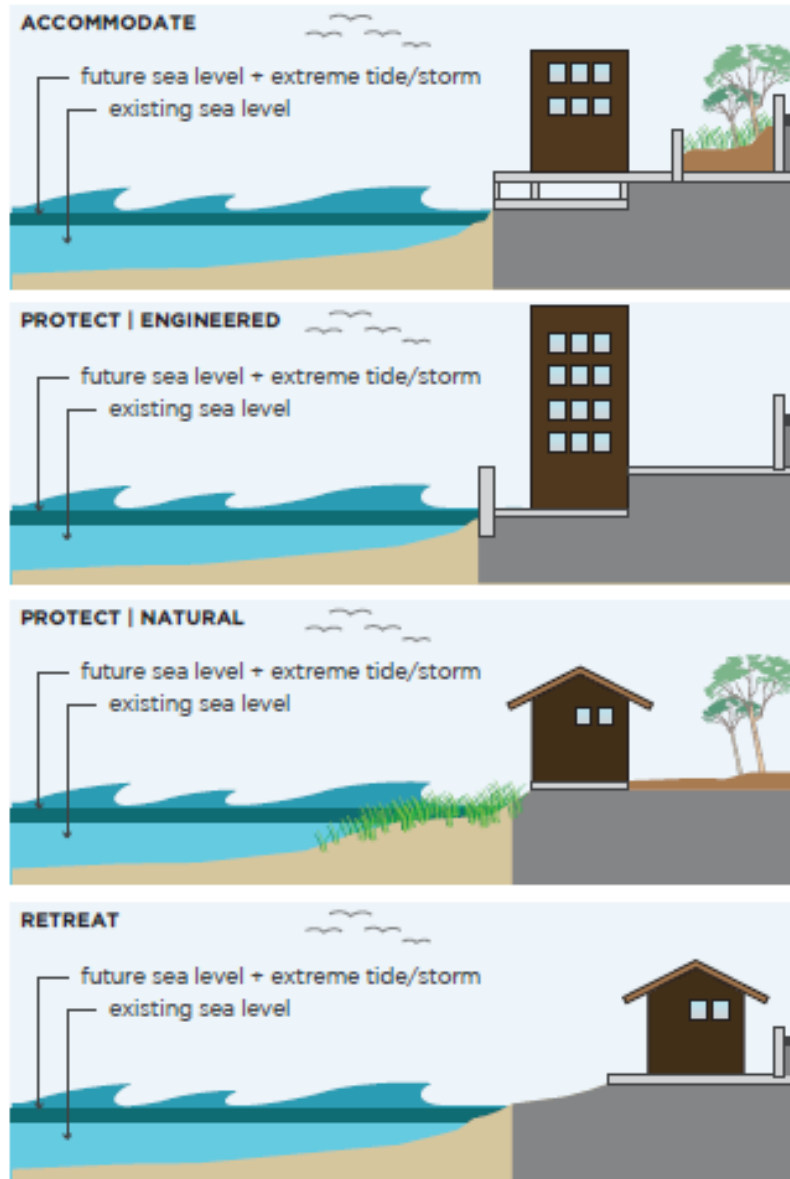 ACCOMMODATE
future sea level + extreme tide/storm
existing sea level
PROTECT | ENGINEERED
future sea level + extreme tide/storm
existing sea level
PROTECT | NATURAL
future sea level + extreme tide/storm
existing sea level
RETREAT
future sea level + extreme tide/storm
existing sea level